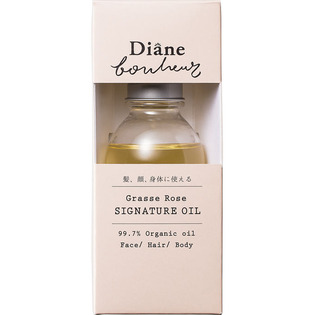 Diâne
bonheur
髪、顔、身体に使える
Grasse Rose
SIGNATURE OIL
99.7% Organic oil
Face/ Hair/ Body